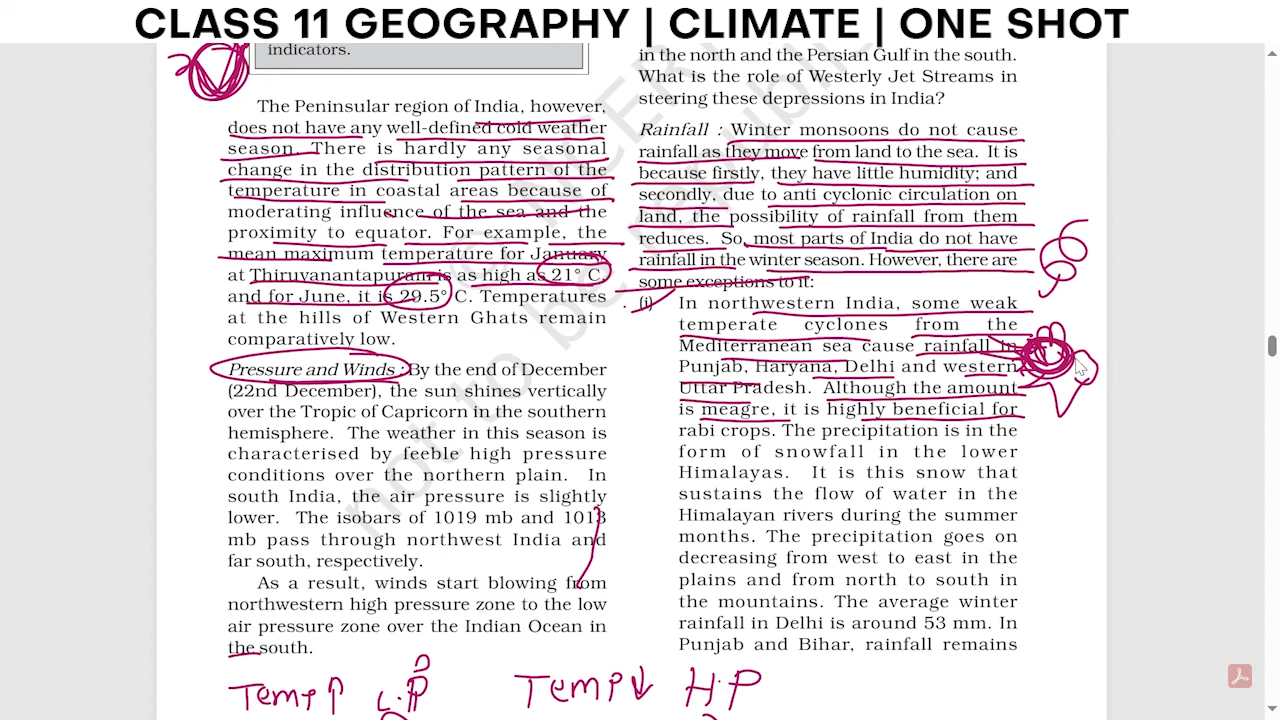 CLASS 11 GEOGRAPHY | CLIMATE | ONE SHOT
indicators.
The Peninsular region of India, however,
does not have any well-defined cold weather
season. There is hardly any seasonal
change in the distribution pattern of the
temperature in coastal areas because of
moderating influence of the sea and the
proximity to equator. For example, the
mean maximum temperature for January
at Thiruvanantapuram is as high as 21° C,
and for June, it is 29.5° C. Temperatures
at the hills of Western Ghats remain
comparatively low.
Pressure and Winds : By the end of December
(22nd December), the sun shines vertically
over the Tropic of Capricorn in the southern
hemisphere. The weather in this season is
characterised by feeble high pressure
conditions over the northern plain. In
south India, the air pressure is slightly
lower. The isobars of 1019 mb and 1013
mb pass through northwest India and
far south, respectively.
As a result, winds start blowing from
northwestern high pressure zone to the low
air pressure zone over the Indian Ocean in
the south.
in the north and the Persian Gulf in the south.
What is the role of Westerly Jet Streams in
steering these depressions in India?
Rainfall : Winter monsoons do not cause
rainfall as they move from land to the sea. It is
because firstly, they have little humidity; and
secondly, due to anti cyclonic circulation on
land, the possibility of rainfall from them
reduces. So, most parts of India do not have
rainfall in the winter season. However, there are
some exceptions to it:
(i) In northwestern India, some weak
temperate cyclones from the
Mediterranean sea cause rainfall in
Punjab, Haryana, Delhi and western
Uttar Pradesh. Although the amount
is meagre, it is highly beneficial for
rabi crops. The precipitation is in the
form of snowfall in the lower
Himalayas. It is this snow that
sustains the flow of water in the
Himalayan rivers during the summer
months. The precipitation goes on
decreasing from west to east in the
plains and from north to south in
the mountains. The average winter
rainfall in Delhi is around 53 mm. In
Punjab and Bihar, rainfall remains
Temp↑ L.P Temp↓ H.P